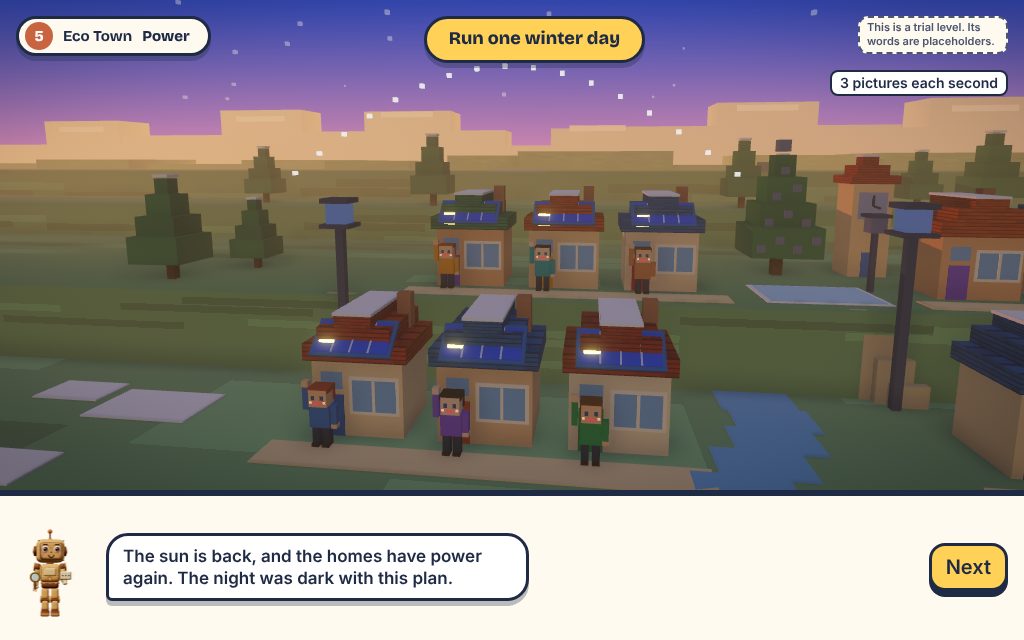 5 Eco Town Power
Run one winter day
This is a trial level. Its
words are placeholders.
3 pictures each second
The sun is back, and the homes have power
again. The night was dark with this plan.
Next